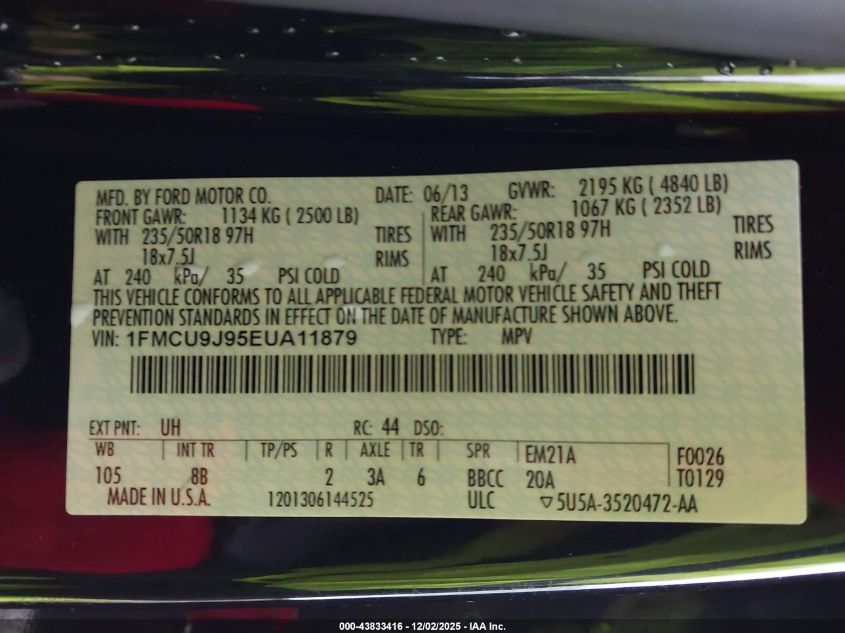 MFD. BY FORD MOTOR CO. DATE: 06/13 GVWR: 2195 KG ( 4840 LB)
FRONT GAWR: 1134 KG ( 2500 LB) REAR GAWR: 1067 KG ( 2352 LB)
WITH 235/50R18 97H TIRES WITH 235/50R18 97H TIRES
18x7.5J RIMS 18x7.5J RIMS
AT 240 kPa/ 35 PSI COLD AT 240 kPa/ 35 PSI COLD
THIS VEHICLE CONFORMS TO ALL APPLICABLE FEDERAL MOTOR VEHICLE SAFETY AND THEFT
PREVENTION STANDARDS IN EFFECT ON THE DATE OF MANUFACTURE SHOWN ABOVE.
VIN: 1FMCU9J95EUA11879 TYPE: MPV
EXT PNT: UH RC: 44 DSO:
WB INT TR TP/PS R AXLE TR SPR EM21A F0026
105 8B 2 3A 6 BBCC 20A T0129
MADE IN U.S.A. 1201306144525 ULC ▽5U5A-3520472-AA
000-43833416 - 12/02/2025 - IAA Inc.